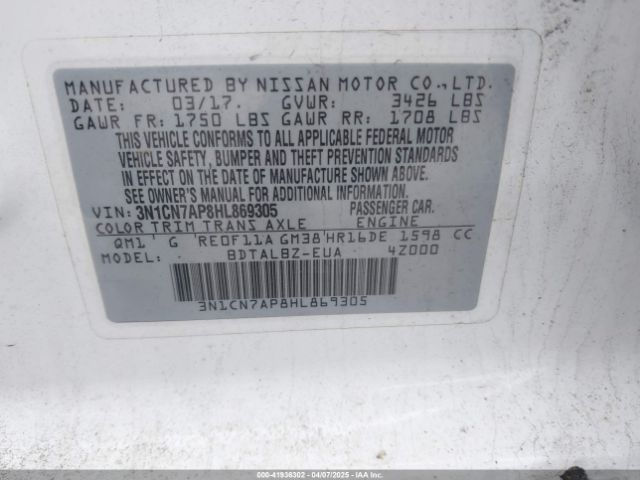 MANUFACTURED BY NISSAN MOTOR CO.,LTD.
DATE: 03/17. GVWR: 3426 LBS
GAWR FR: 1750 LBS GAWR RR: 1708 LBS
THIS VEHICLE CONFORMS TO ALL APPLICABLE FEDERAL MOTOR
VEHICLE SAFETY, BUMPER AND THEFT PREVENTION STANDARDS
IN EFFECT ON THE DATE OF MANUFACTURE SHOWN ABOVE.
SEE OWNER'S MANUAL FOR ADDITIONAL INFORMATION.
VIN: 3N1CN7AP8HL869305 PASSENGER CAR.
COLOR TRIM TRANS AXLE ENGINE
QM1 G RE0F11A GM38 HR16DE 1598 CC
MODEL: BDTALBZ-EUA 4Z000
3N1CN7AP8HL869305
000-41936302 - 04/07/2025 - IAAI.COM